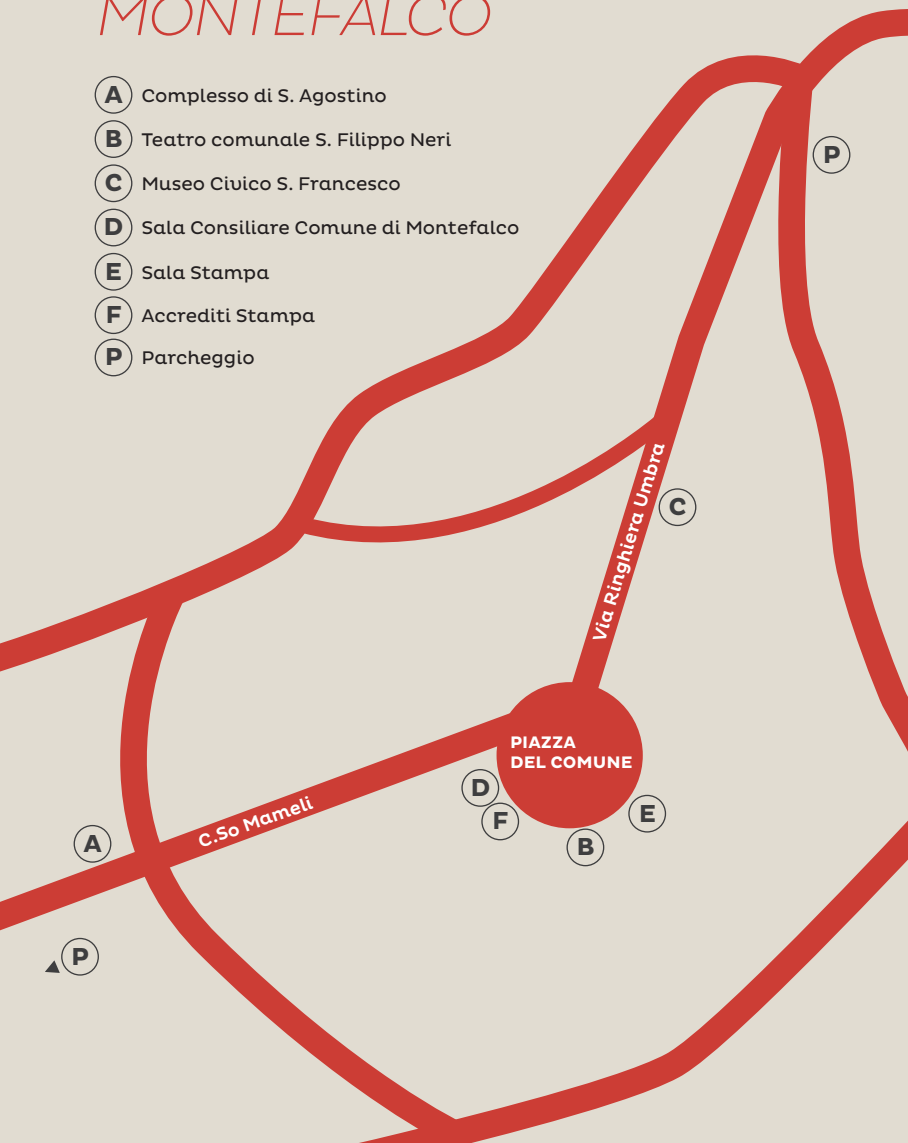 MONTEFALCO
A Complesso di S. Agostino
B Teatro comunale S. Filippo Neri
C Museo Civico S. Francesco
D Sala Consiliare Comune di Montefalco
E Sala Stampa
F Accrediti Stampa
P Parcheggio
P
Via Ringhiera Umbra
C
PIAZZA
DEL COMUNE
D
F
E
B
C.So Mameli
A
P